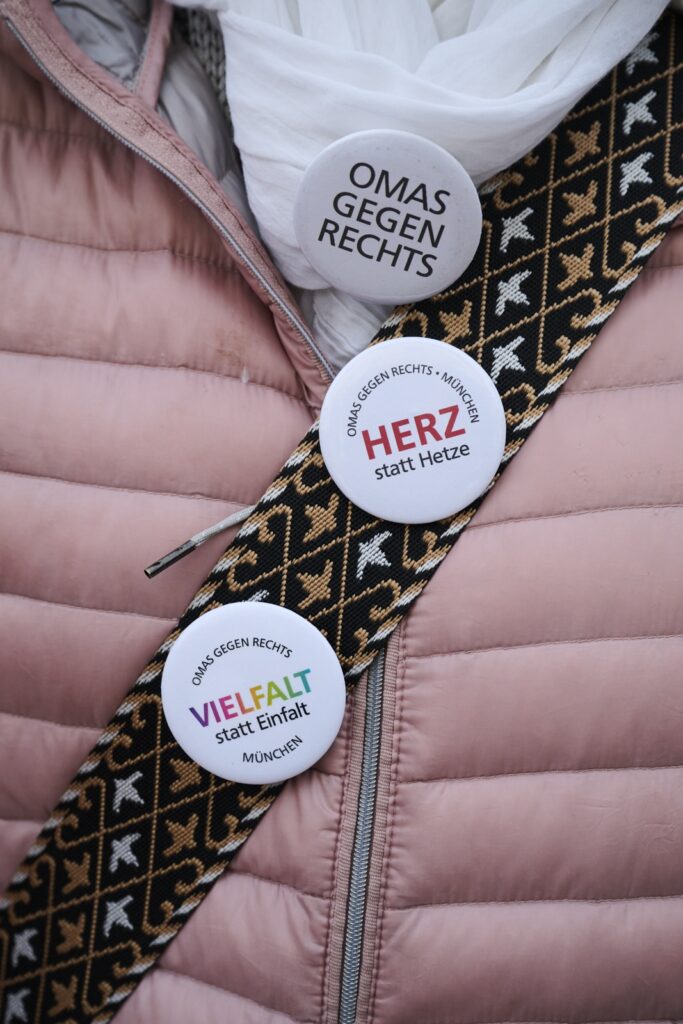 OMAS
GEGEN
RECHTS
OMAS GEGEN RECHTS • MÜNCHEN
HERZ
statt Hetze
OMAS GEGEN RECHTS
VIELFALT
statt Einfalt
MÜNCHEN